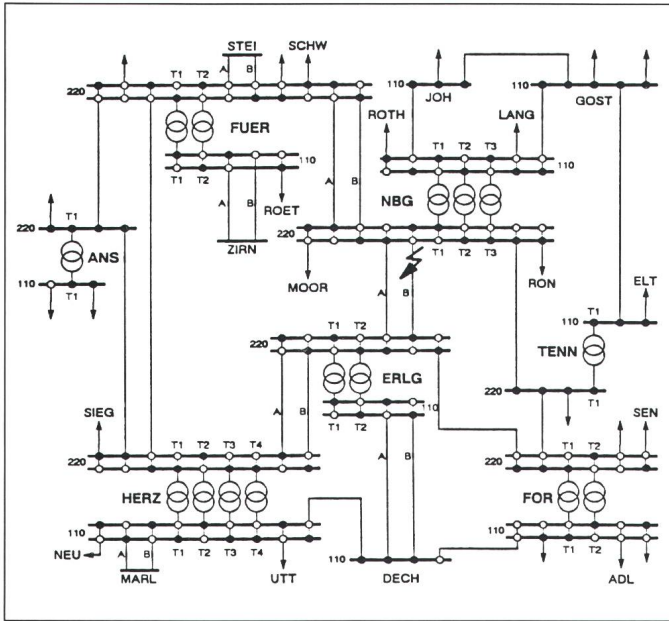 STEI SCHW
T1 T2 A B
220
FUER
110
T1 T2
A B ROET
ZIRN
A B
110 JOH
110 GOST
ROTH LANG
T1 T2 T3
110
NBG
220
T1 T2 T3
MOOR RON
220 T1
ANS
110 T1
A B
ELT
T1
110
TENN
220 T1
T1 T2
220
ERLG
110
T1 T2
A B
A B
SIEG
T1 T2 T3 T4
220
HERZ
110
T1 T2 T3 T4
NEU A B
MARL UTT
110 DECH
SEN
T1 T2
220
FOR
110
T1 T2
ADL